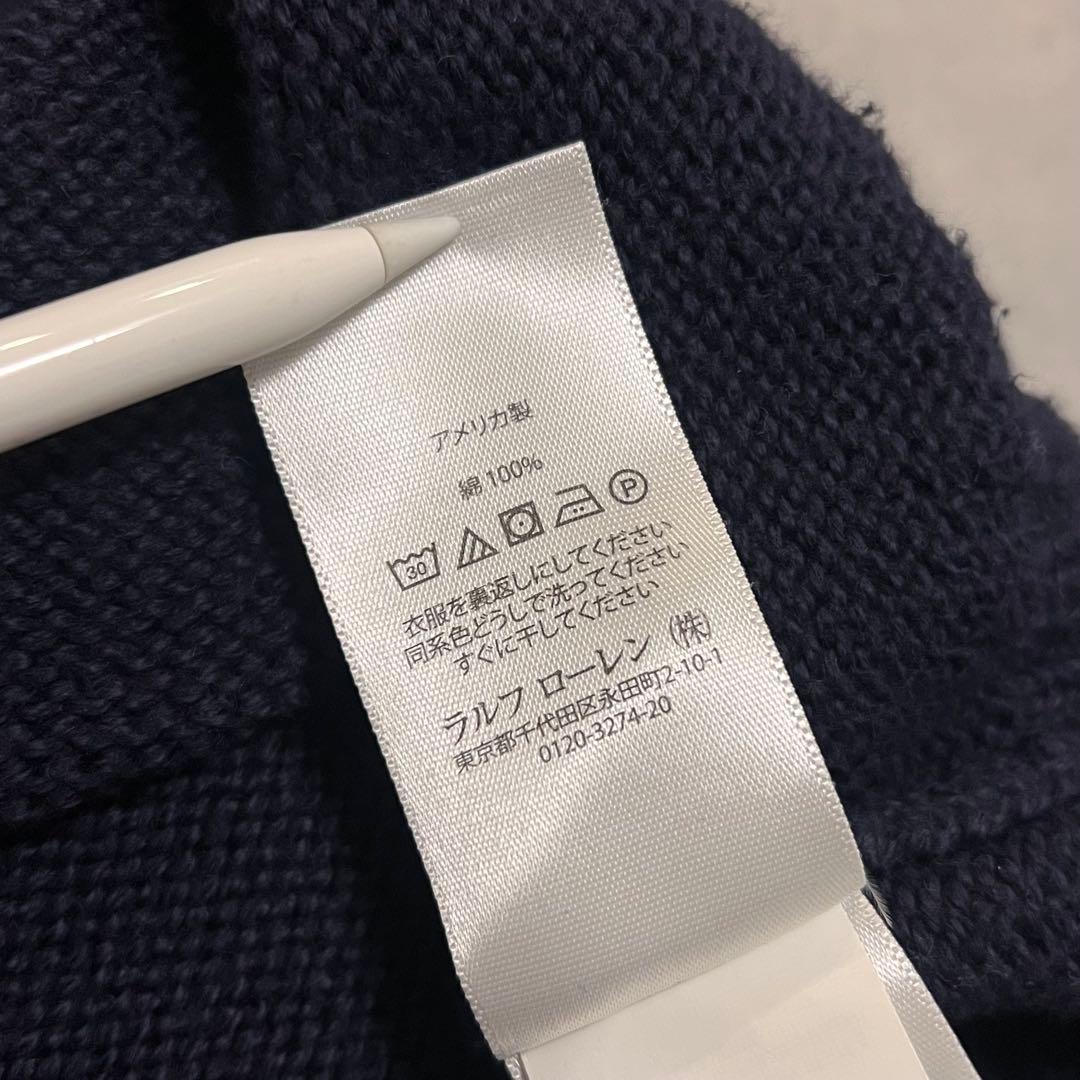 アメリカ製
綿 100%
30 P
衣服を裏返しにしてください
同系色どうしで洗ってください
すぐに干してください
ラルフ ローレン (株)
東京都千代田区永田町2-10-1
0120-3274-20